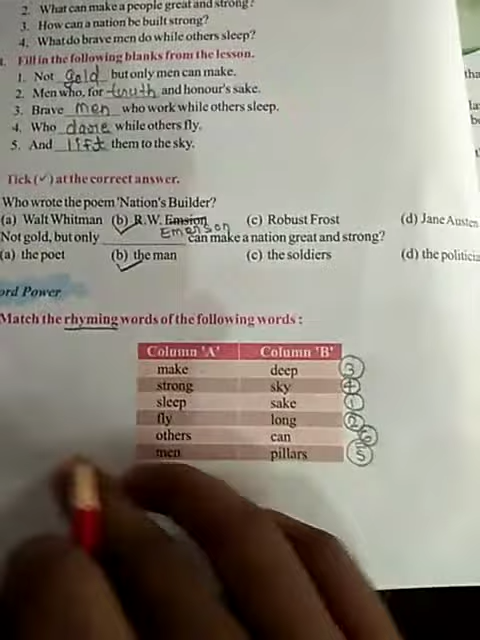 2. What can make a people great and strong?
3. How can a nation be built strong?
4. What do brave men do while others sleep?
Fill in the following blanks from the lesson.
1. Not gold but only men can make.
2. Men who, for truth and honour's sake.
3. Brave men who work while others sleep.
4. Who dare while others fly.
5. And lift them to the sky.
Tick (✓) at the correct answer.
Who wrote the poem 'Nation's Builder?
(a) Walt Whitman (b) R.W. Emsion (c) Robust Frost (d) Jane Austen
Emerson
Not gold, but only ________ can make a nation great and strong?
(a) the poet (b) the man (c) the soldiers (d) the politicia
ord Power
Match the rhyming words of the following words :
Column 'A' Column 'B'
make deep 3
strong sky 4
sleep sake 1
fly long 2
others can 6
men pillars 5